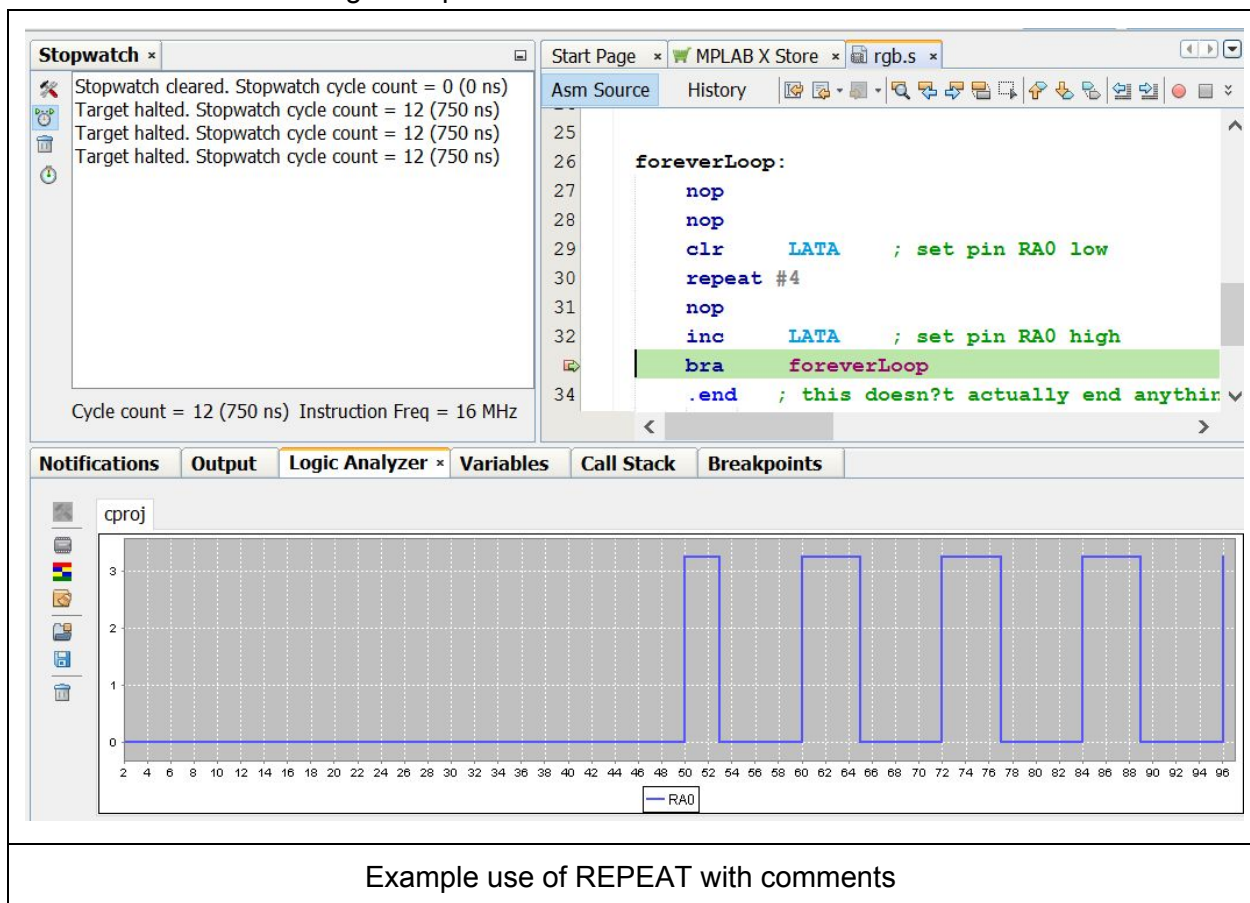 Stopwatch ×
Stopwatch cleared. Stopwatch cycle count = 0 (0 ns)
Target halted. Stopwatch cycle count = 12 (750 ns)
Target halted. Stopwatch cycle count = 12 (750 ns)
Target halted. Stopwatch cycle count = 12 (750 ns)
Cycle count = 12 (750 ns) Instruction Freq = 16 MHz
Start Page × MPLAB X Store × rgb.s ×
Asm Source History
25
26 foreverLoop:
27 nop
28 nop
29 clr LATA ; set pin RA0 low
30 repeat #4
31 nop
32 inc LATA ; set pin RA0 high
bra foreverLoop
34 .end ; this doesn?t actually end anythin
Notifications Output Logic Analyzer × Variables Call Stack Breakpoints
cproj
3
2
1
0
2 4 6 8 10 12 14 16 18 20 22 24 26 28 30 32 34 36 38 40 42 44 46 48 50 52 54 56 58 60 62 64 66 68 70 72 74 76 78 80 82 84 86 88 90 92 94 96
RA0
Example use of REPEAT with comments